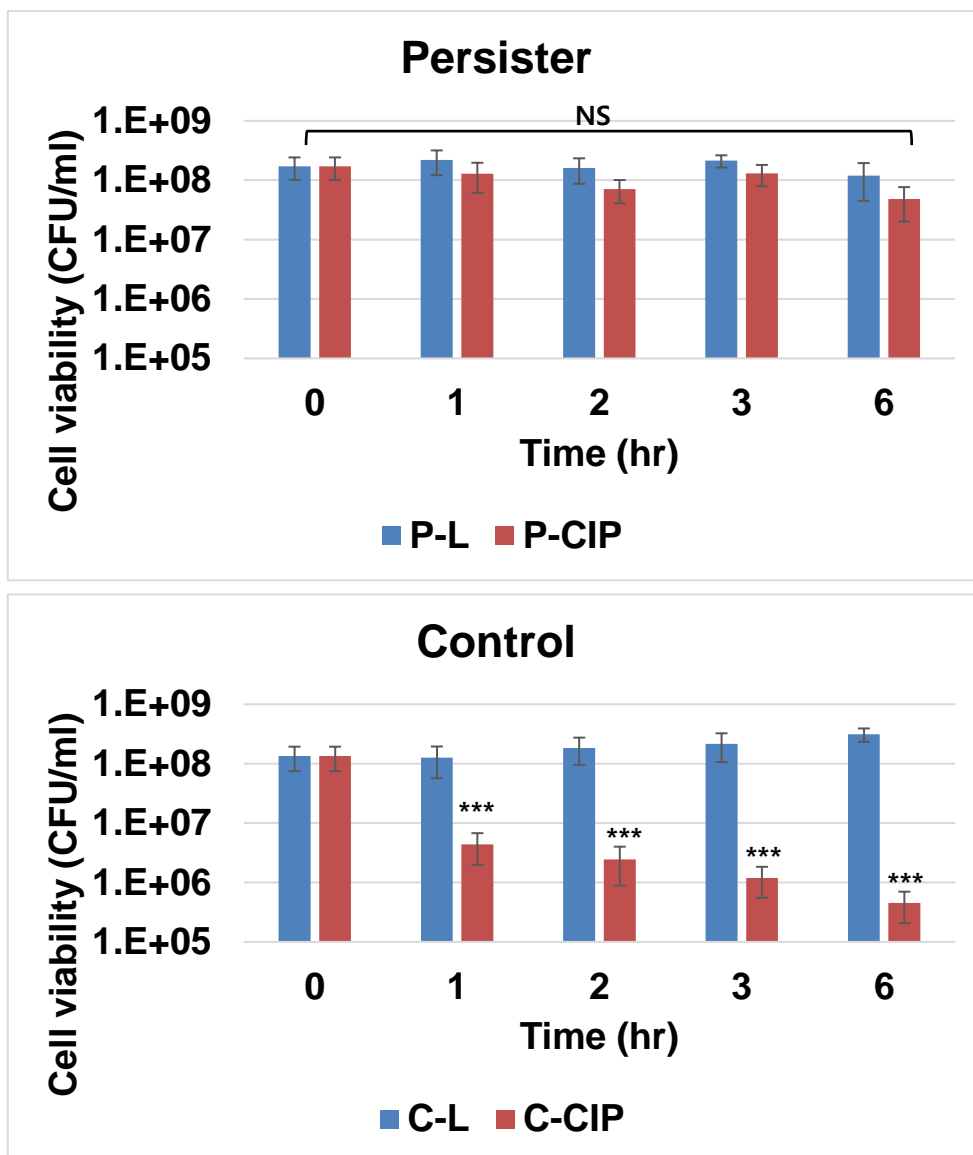 Persister
NS
Cell viability (CFU/ml)
1.E+09
1.E+08
1.E+07
1.E+06
1.E+05
0 1 2 3 6
Time (hr)
P-L P-CIP
Control
Cell viability (CFU/ml)
1.E+09
1.E+08
1.E+07
1.E+06
1.E+05
*** *** *** ***
0 1 2 3 6
Time (hr)
C-L C-CIP